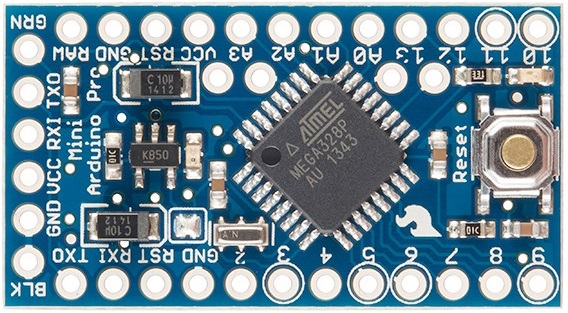 GRN
RAW GND RST VCC A3 A2 A1 A0 13 12 11 10
BLK GND VCC RXI TXO
Arduino Pro
Mini
C 10W
1412
K850
C 10W
1412
ATMEL
MEGA328P
AU 1343
Reset
TXO RXI RST GND 2 3 4 5 6 7 8 9